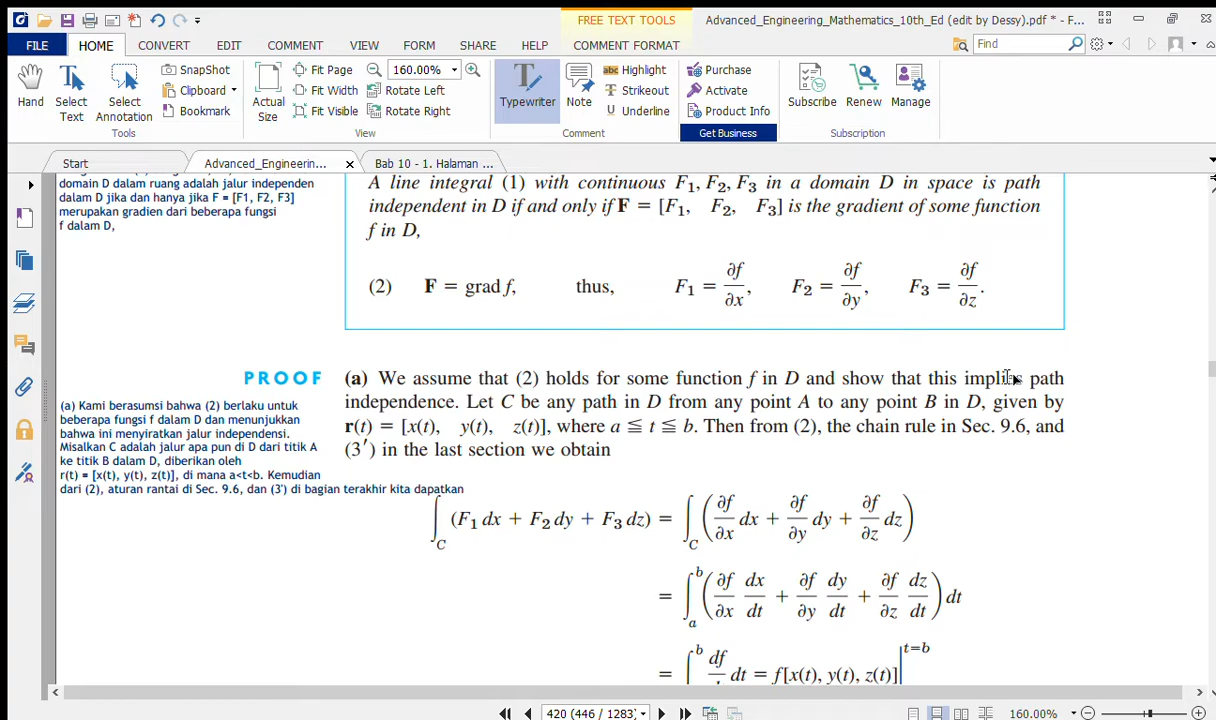 FREE TEXT TOOLS
Advanced_Engineering_Mathematics_10th_Ed (edit by Dessy).pdf * - F...
FILE HOME CONVERT EDIT COMMENT VIEW FORM SHARE HELP COMMENT FORMAT Find
Hand
Select Text
Select Annotation
SnapShot
Clipboard
Bookmark
Tools
Actual Size
Fit Page
Fit Width
Fit Visible
160.00%
Rotate Left
Rotate Right
View
Typewriter
Note
Highlight
Strikeout
Underline
Comment
Purchase
Activate
Product Info
Get Business
Subscribe
Renew
Manage
Subscription
Start
Advanced_Engineerin...
Bab 10 - 1. Halaman ...
domain D dalam ruang adalah jalur independen
dalam D jika dan hanya jika F = [F1, F2, F3]
merupakan gradien dari beberapa fungsi
f dalam D,
A line integral (1) with continuous F₁, F₂, F₃ in a domain D in space is path
independent in D if and only if F = [F₁, F₂, F₃] is the gradient of some function
f in D,
(2) F = grad f, thus, F₁ = ∂f/∂x, F₂ = ∂f/∂y, F₃ = ∂f/∂z.
PROOF (a) We assume that (2) holds for some function f in D and show that this implies path
independence. Let C be any path in D from any point A to any point B in D, given by
r(t) = [x(t), y(t), z(t)], where a ≦ t ≦ b. Then from (2), the chain rule in Sec. 9.6, and
(3′) in the last section we obtain
(a) Kami berasumsi bahwa (2) berlaku untuk
beberapa fungsi f dalam D dan menunjukkan
bahwa ini menyiratkan jalur independensi.
Misalkan C adalah jalur apa pun di D dari titik A
ke titik B dalam D, diberikan oleh
r(t) = [x(t), y(t), z(t)], di mana a<t<b. Kemudian
dari (2), aturan rantai di Sec. 9.6, dan (3') di bagian terakhir kita dapatkan
∫_C (F₁ dx + F₂ dy + F₃ dz) = ∫_C (∂f/∂x dx + ∂f/∂y dy + ∂f/∂z dz)
= ∫_a^b (∂f/∂x dx/dt + ∂f/∂y dy/dt + ∂f/∂z dz/dt) dt
= ∫^b df/ dt = f[x(t), y(t), z(t)]|^t=b
420 (446 / 1283)
160.00%